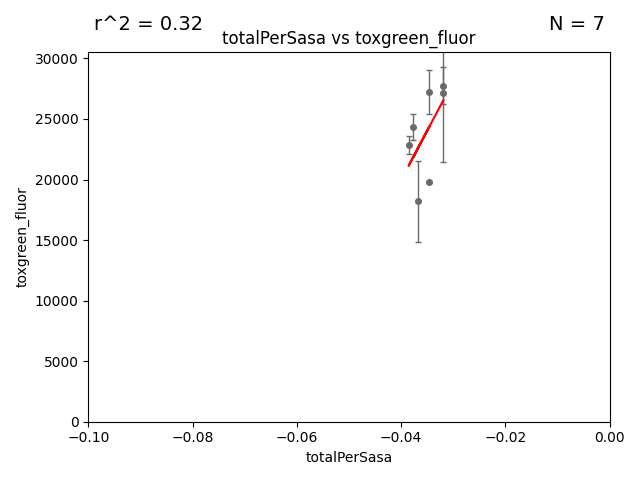 r^2 = 0.32
N = 7
totalPerSasa vs toxgreen_fluor
30000
25000
20000
15000
10000
5000
0
toxgreen_fluor
−0.10
−0.08
−0.06
−0.04
−0.02
0.00
totalPerSasa